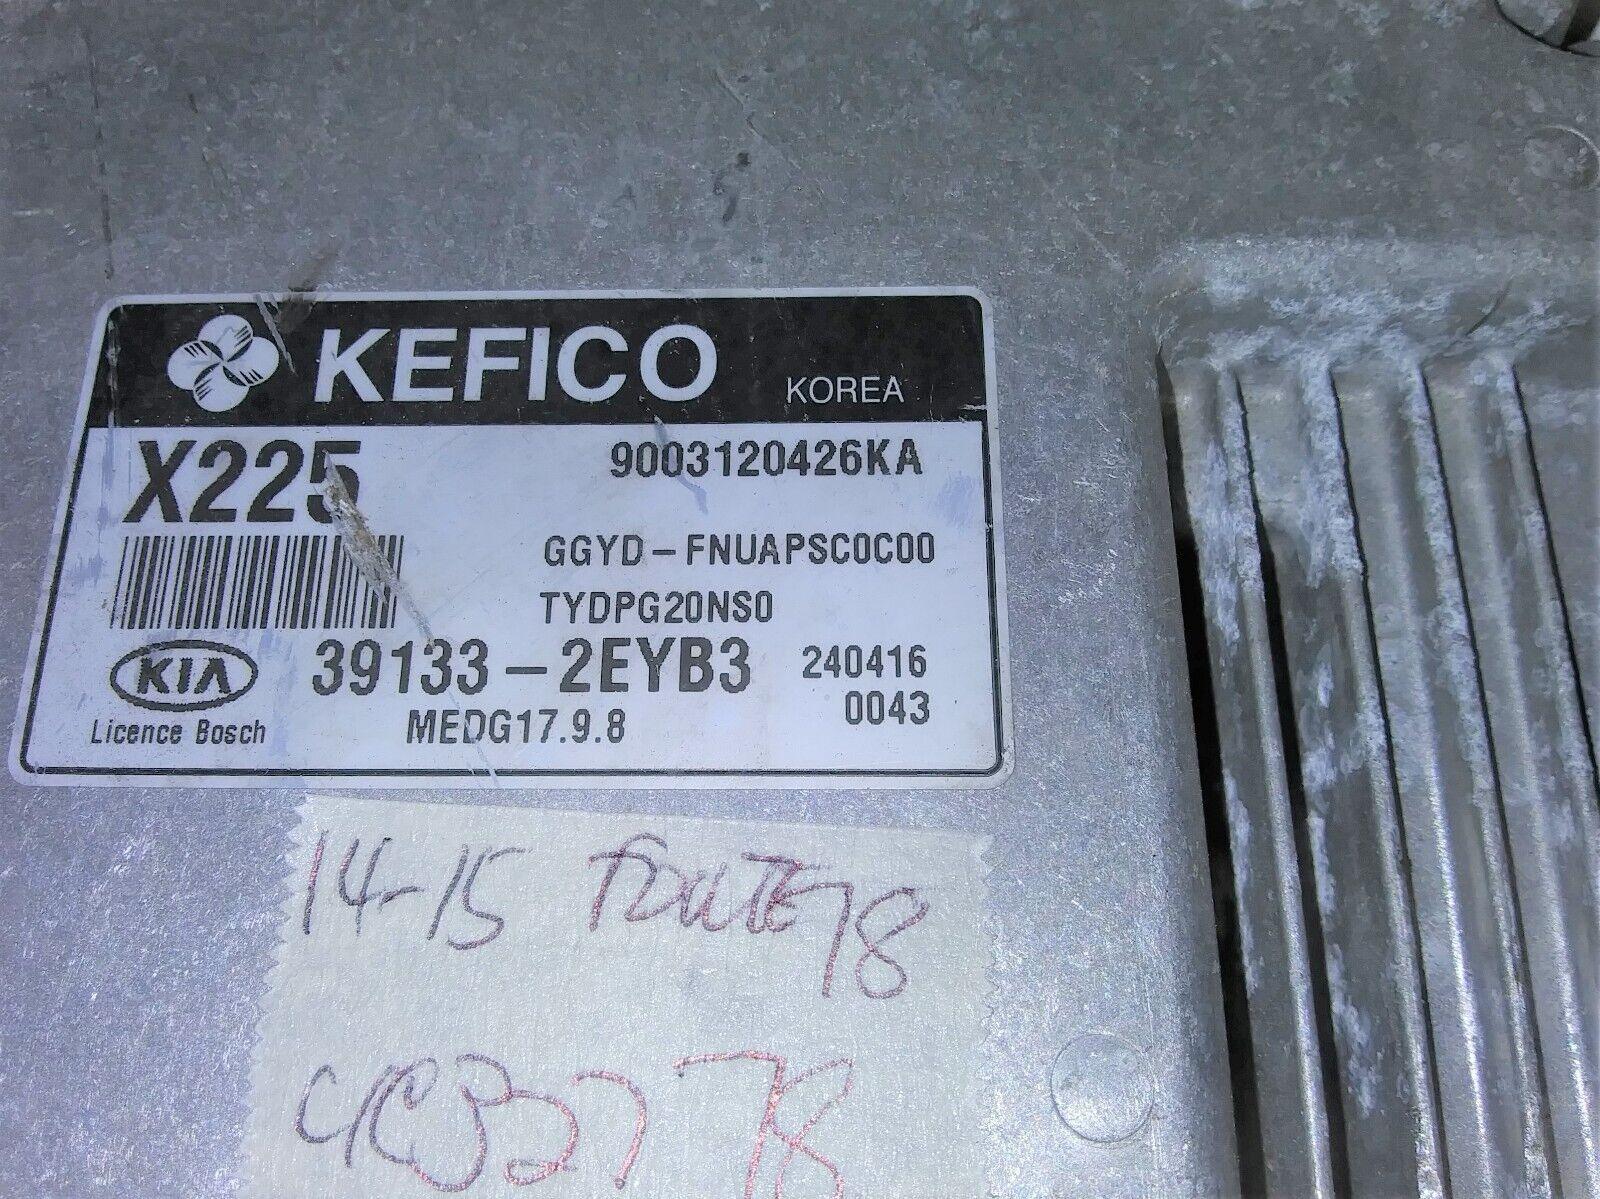 KEFICO KOREA
X225 9003120426KA
GGYD-FNUAPSC0C00
TYDPG20NS0
KIA 39133-2EYB3 240416
Licence Bosch MEDG17.9.8 0043
14-15
78